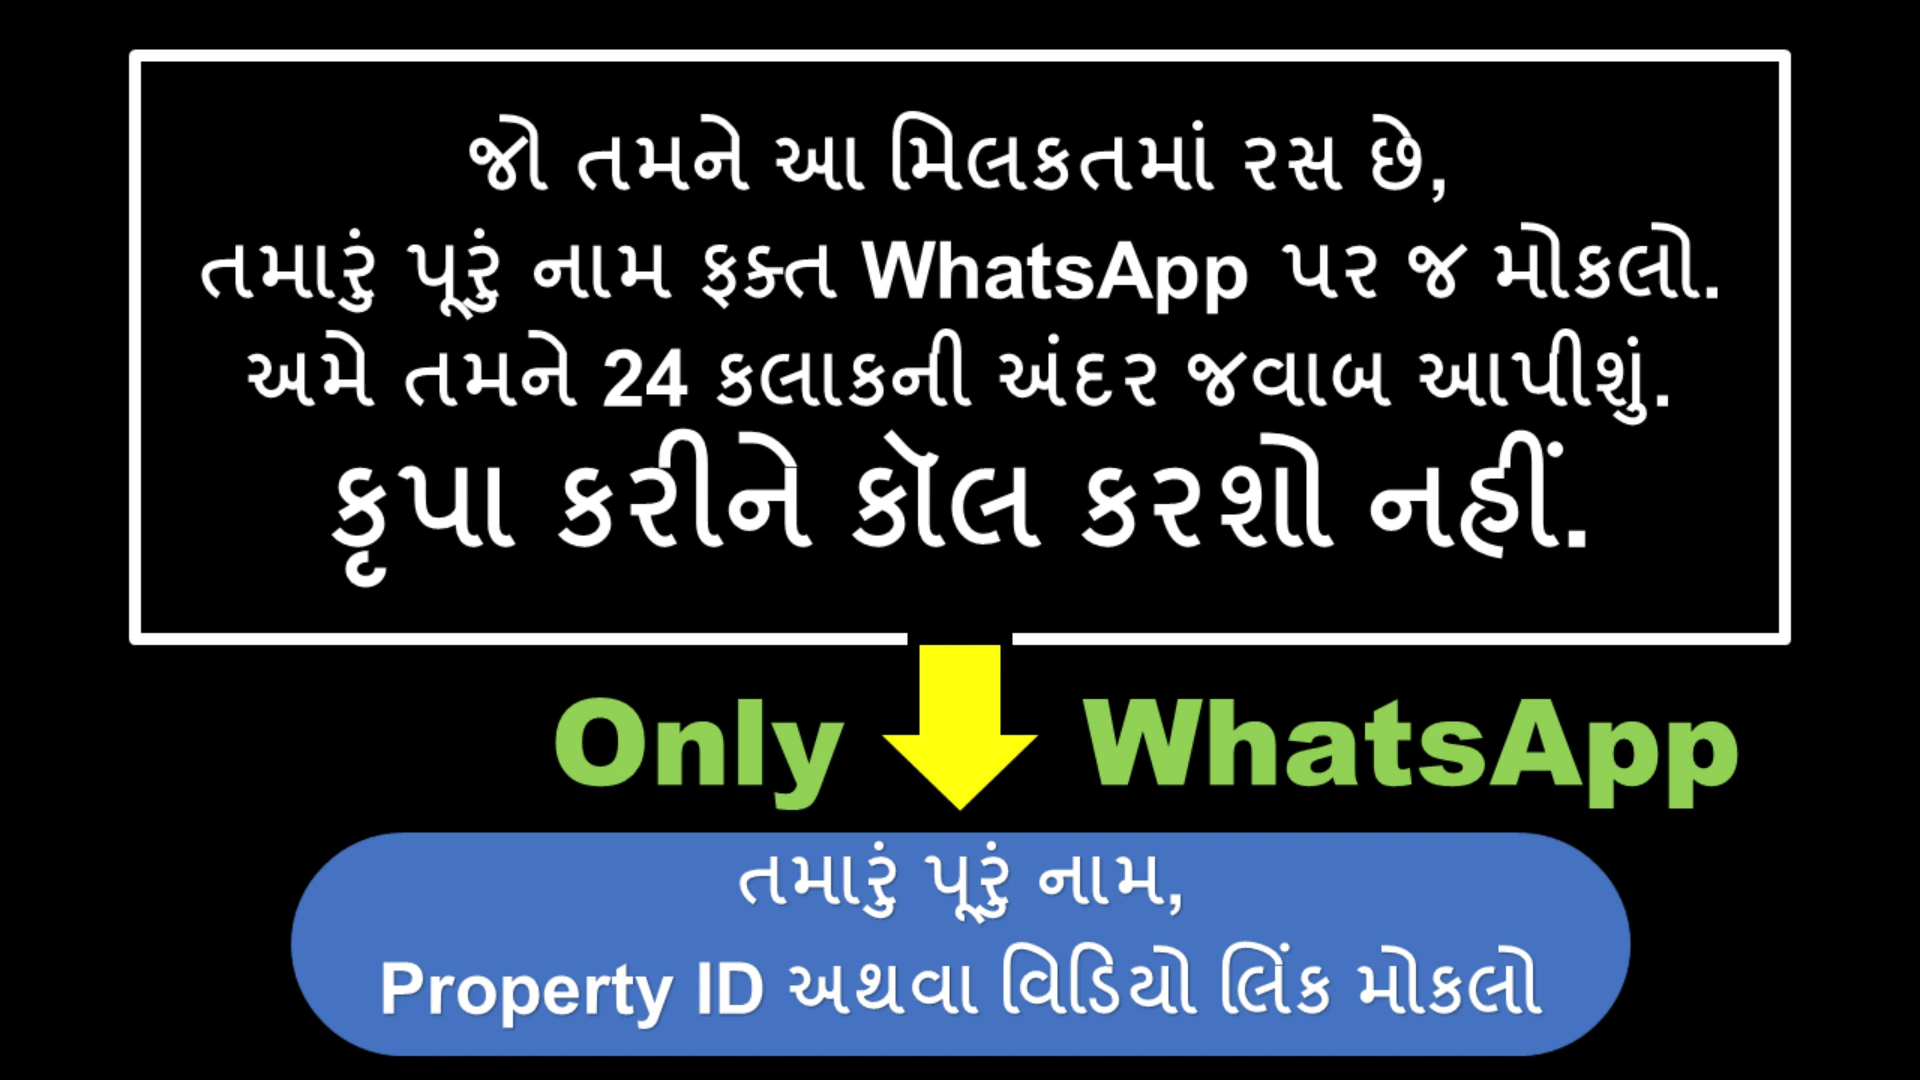 જો તમને આ મિલકતમાં રસ છે,
તમારું પૂરું નામ ફક્ત WhatsApp પર જ મોકલો.
અમે તમને 24 કલાકની અંદર જવાબ આપીશું.
કૃપા કરીને કૉલ કરશો નહીં.
Only WhatsApp
તમારું પૂરું નામ,
Property ID અથવા વિડિયો લિંક મોકલો